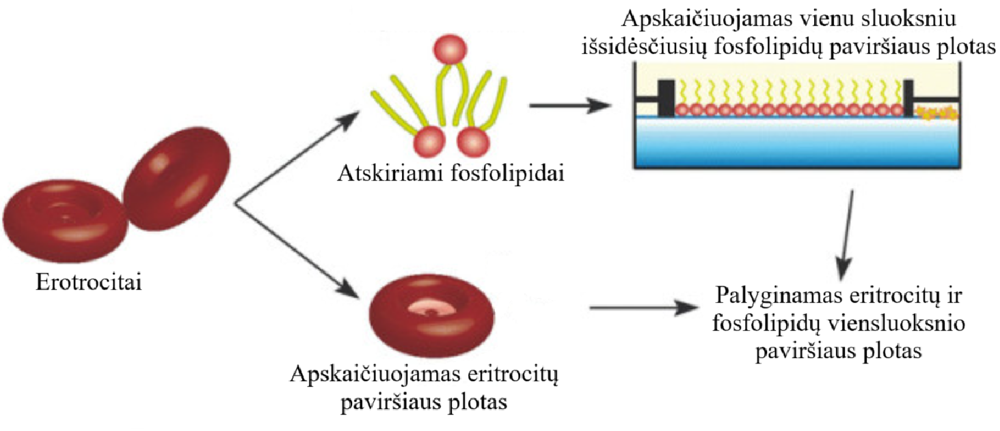 Apskaičiuojamas vienu sluoksniu
išsidėsčiusių fosfolipidų paviršiaus plotas
Atskiriami fosfolipidai
Erotrocitai
Palyginamas eritrocitų ir
fosfolipidų viensluoksnio
paviršiaus plotas
Apskaičiuojamas eritrocitų
paviršiaus plotas